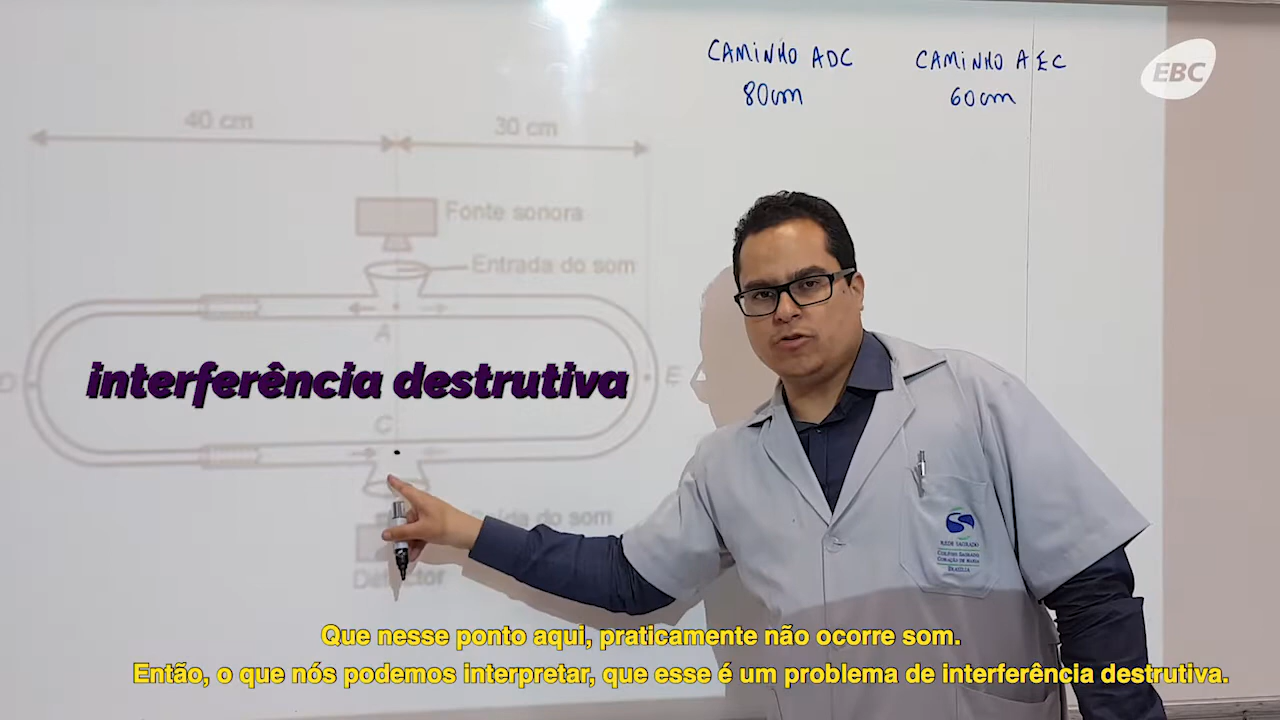 CAMINHO ADC
80cm
CAMINHO AEC
60cm
EBC
40 cm
30 cm
Fonte sonora
Entrada do som
A
D
interferência destrutiva
E
C
do som
Detector
REDE SAGRADO
COLÉGIO SAGRADO
CORAÇÃO DE MARIA
BRASÍLIA
Que nesse ponto aqui, praticamente não ocorre som.
Então, o que nós podemos interpretar, que esse é um problema de interferência destrutiva.